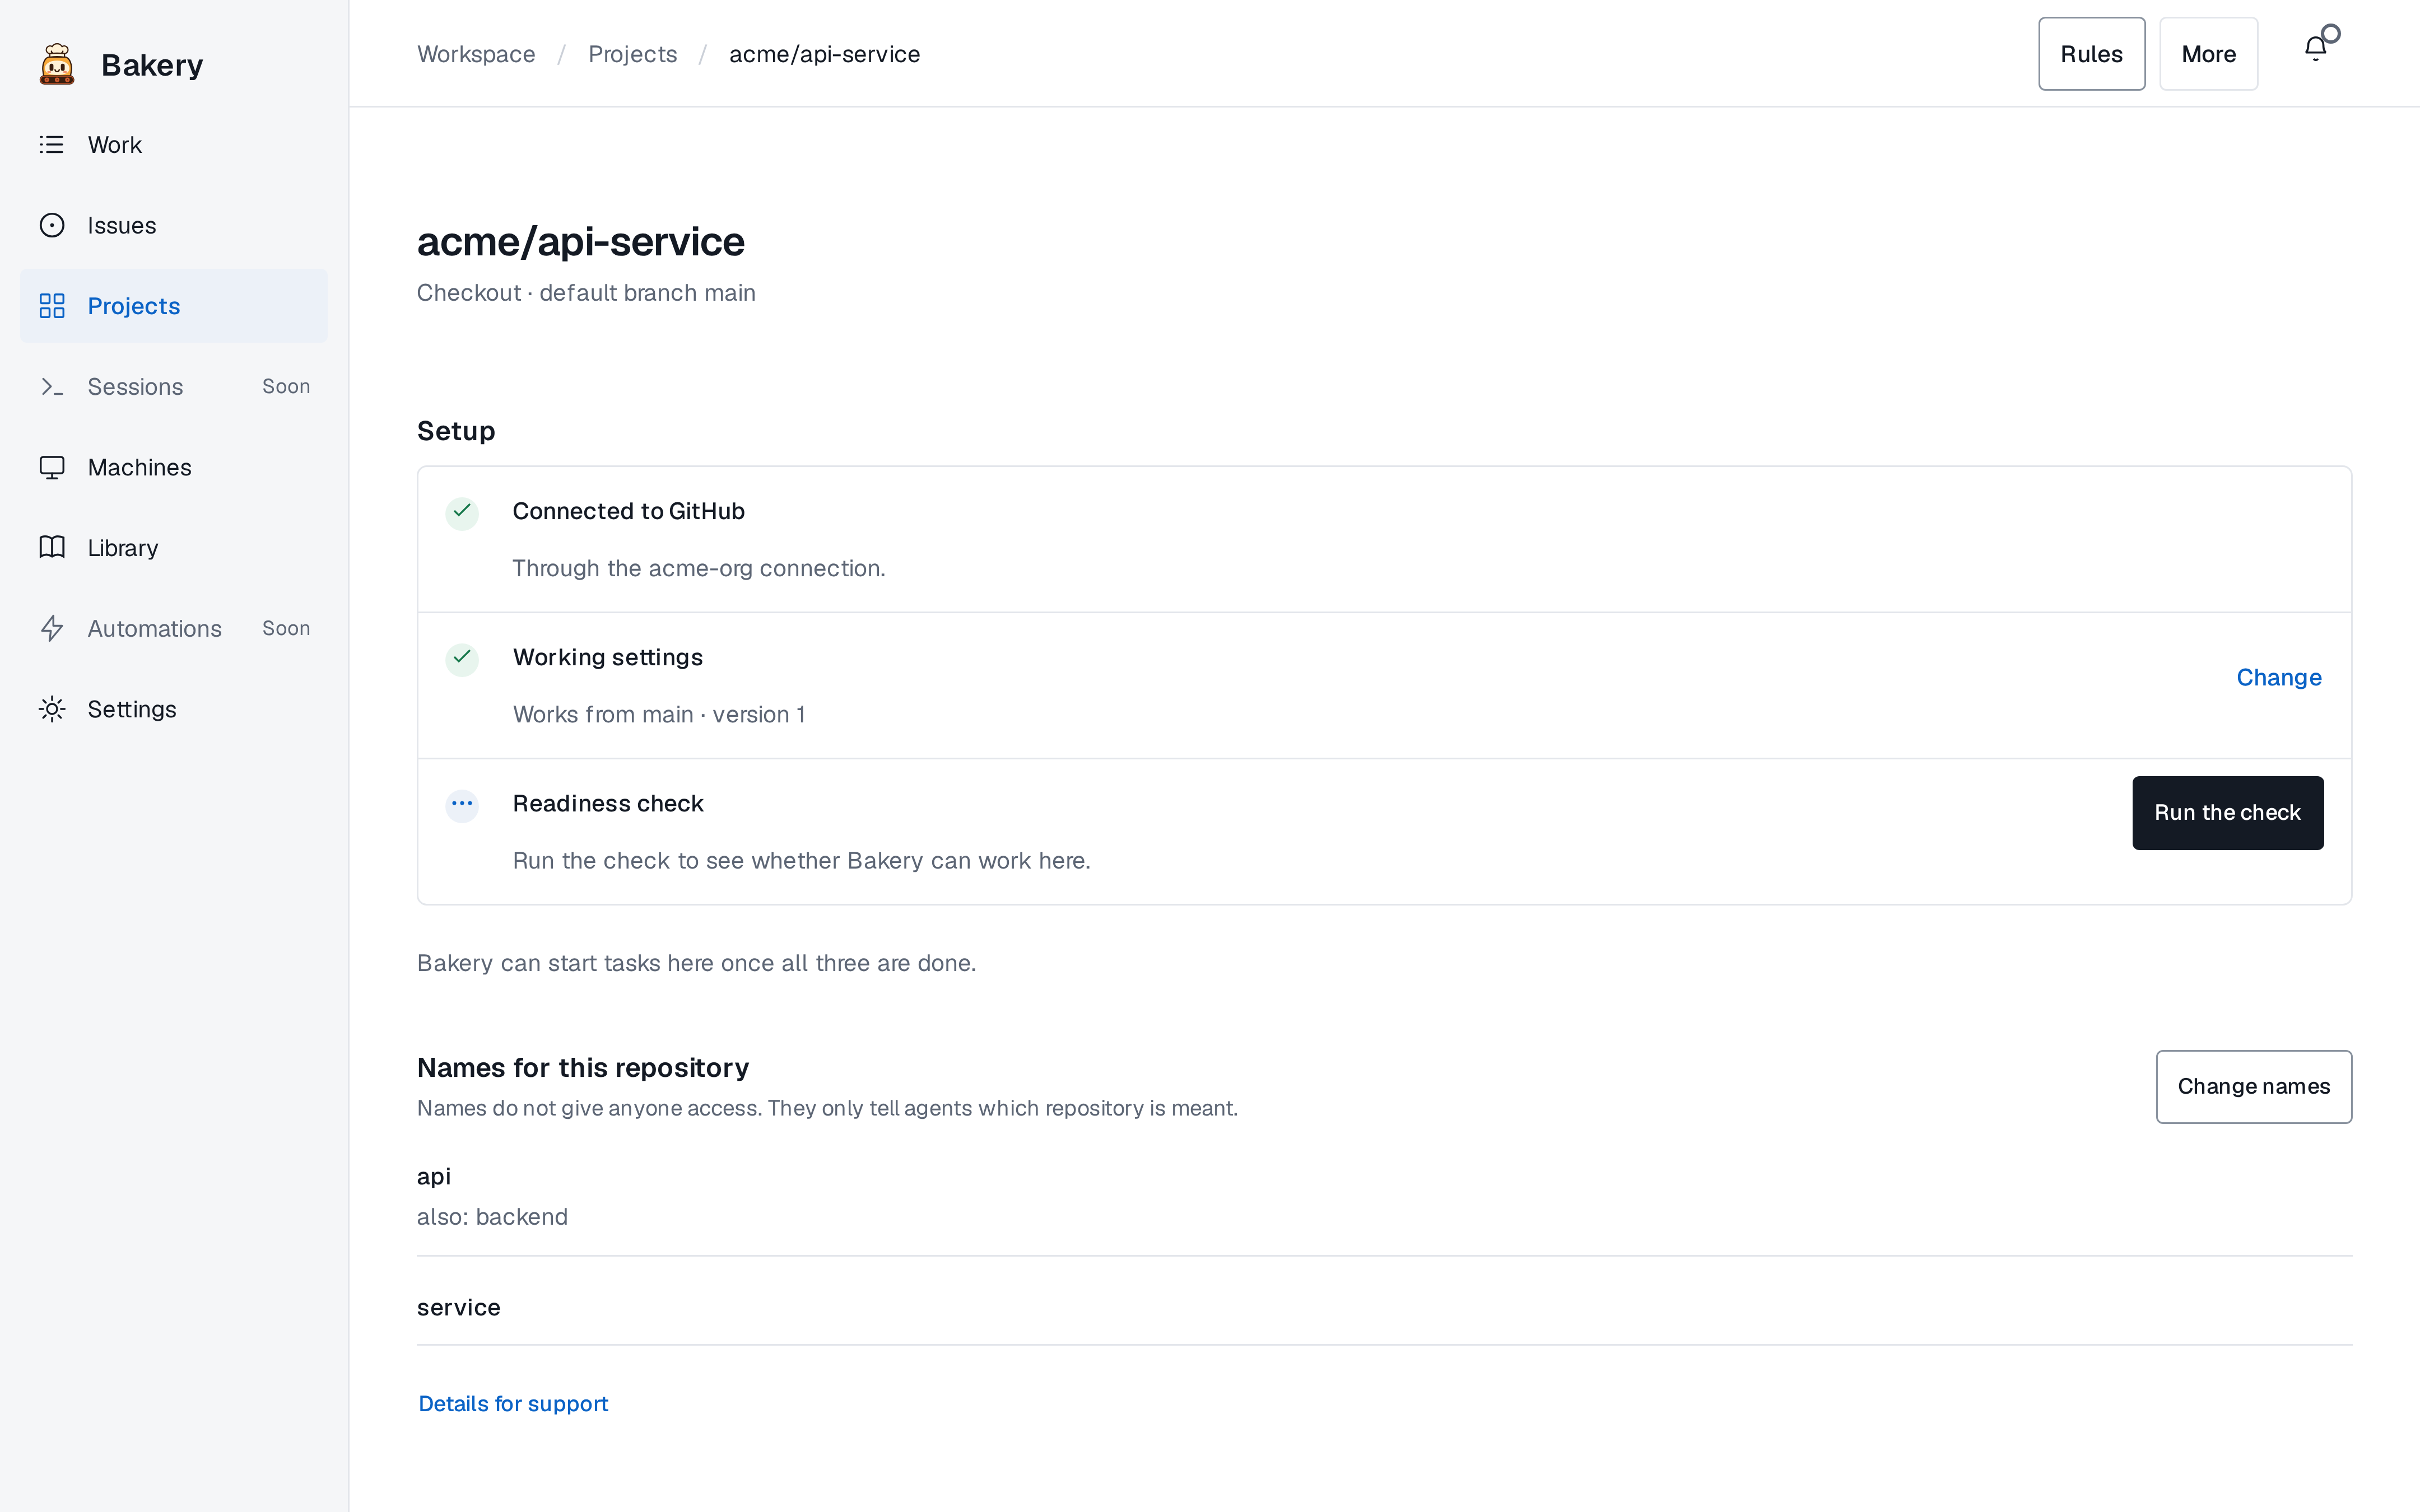 Bakery
Work
Issues
Projects
Sessions Soon
Machines
Library
Automations Soon
Settings
Workspace / Projects / acme/api-service
Rules
More
acme/api-service
Checkout · default branch main
Setup
Connected to GitHub
Through the acme-org connection.
Working settings
Works from main · version 1
Change
Readiness check
Run the check to see whether Bakery can work here.
Run the check
Bakery can start tasks here once all three are done.
Names for this repository
Names do not give anyone access. They only tell agents which repository is meant.
Change names
api
also: backend
service
Details for support